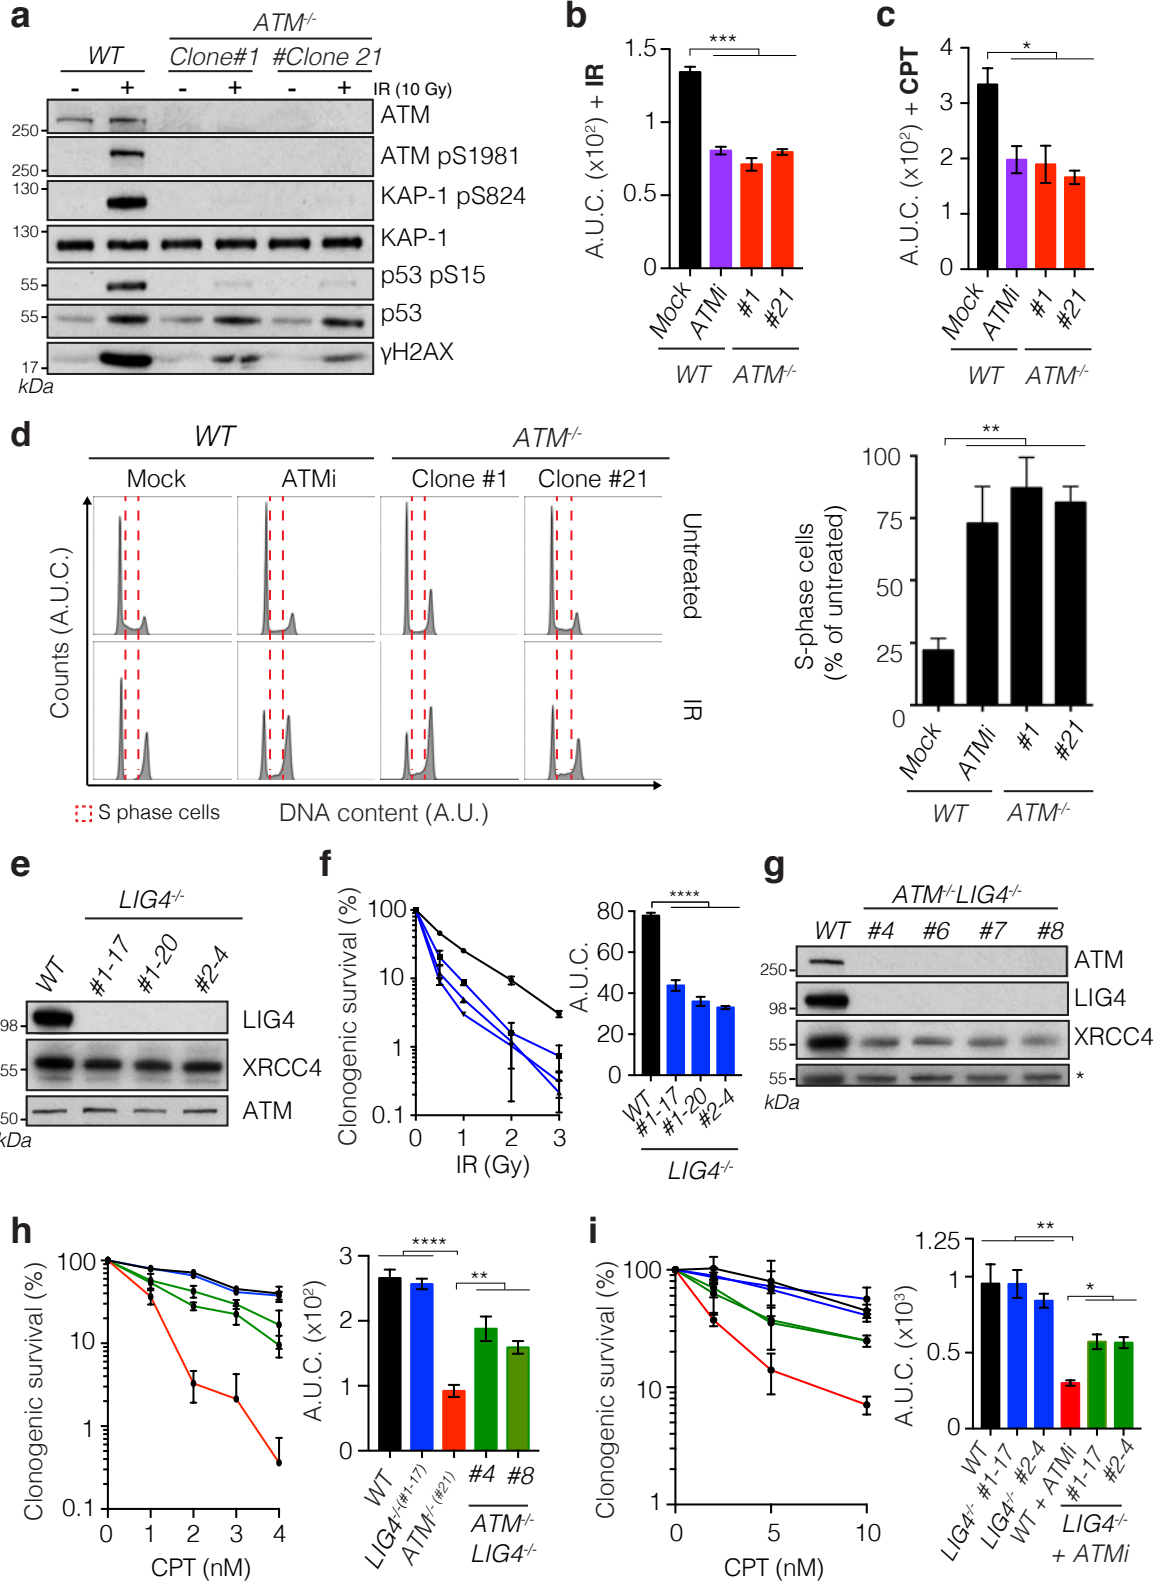 a
ATM-/-
WT
Clone#1
#Clone 21
- + - + - + IR (10 Gy)
250
ATM
250
ATM pS1981
130
KAP-1 pS824
130
KAP-1
55
p53 pS15
55
p53
17
γH2AX
kDa
b
A.U.C. (x10²) + IR
1.5
1
0.5
0
***
Mock
ATMi
#1
#21
WT
ATM-/-
c
A.U.C. (x10²) + CPT
4
3
2
1
0
*
Mock
ATMi
#1
#21
WT
ATM-/-
d
WT
ATM-/-
Mock
ATMi
Clone #1
Clone #21
Untreated
IR
Counts (A.U.C.)
S phase cells
DNA content (A.U.)
S-phase cells
(% of untreated)
100
75
50
25
0
**
Mock
ATMi
#1
#21
WT
ATM-/-
e
LIG4-/-
WT
#1-17
#1-20
#2-4
98
LIG4
55
XRCC4
50
ATM
kDa
f
Clonogenic survival (%)
100
10
1
0.1
0 1 2 3
IR (Gy)
A.U.C.
80
60
40
20
0
****
WT
#1-17
#1-20
#2-4
LIG4-/-
g
ATM-/-LIG4-/-
WT #4 #6 #7 #8
250
ATM
98
LIG4
55
XRCC4
55
*
kDa
h
Clonogenic survival (%)
100
10
1
0.1
0 1 2 3 4
CPT (nM)
A.U.C. (x10²)
3
2
1
0
****
**
WT
LIG4-/-(#1-17)
ATM-/-(#21)
#4 #8
ATM-/-
LIG4-/-
i
Clonogenic survival (%)
100
10
1
0 5 10
CPT (nM)
A.U.C. (x10³)
1.25
1
0.5
0
**
*
WT
LIG4-/- #1-17
LIG4-/- #2-4
WT + ATMi
#1-17
#2-4
LIG4-/-
+ ATMi